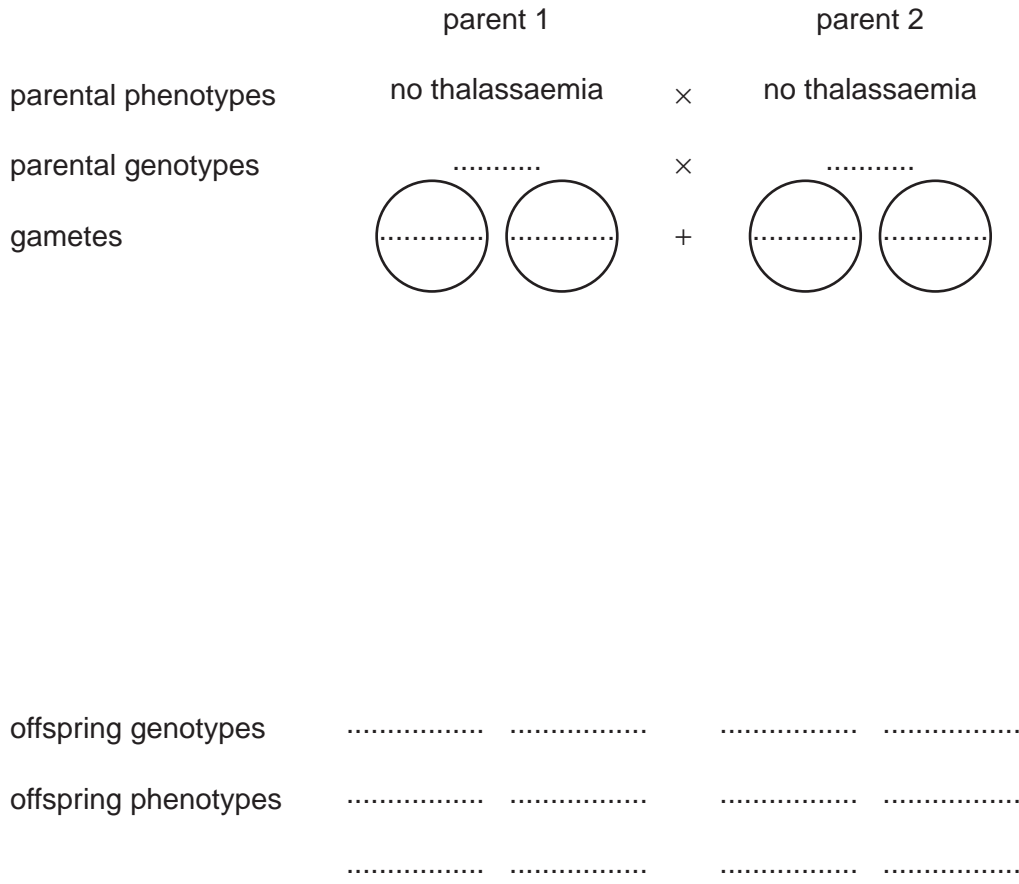 parent 1 parent 2
parental phenotypes no thalassaemia × no thalassaemia
parental genotypes ........... × ...........
gametes ............. ............. + ............. .............
offspring genotypes ................. ................. ................. .................
offspring phenotypes ................. ................. ................. .................
................. ................. ................. .................